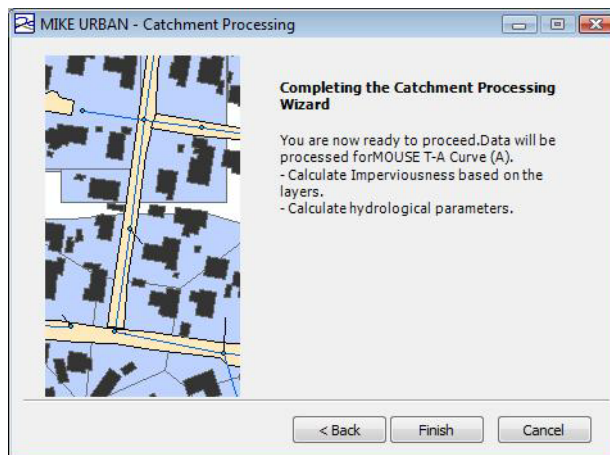 MIKE URBAN - Catchment Processing
Completing the Catchment Processing
Wizard
You are now ready to proceed.Data will be
processed forMOUSE T-A Curve (A).
- Calculate Imperviousness based on the
layers.
- Calculate hydrological parameters.
< Back
Finish
Cancel